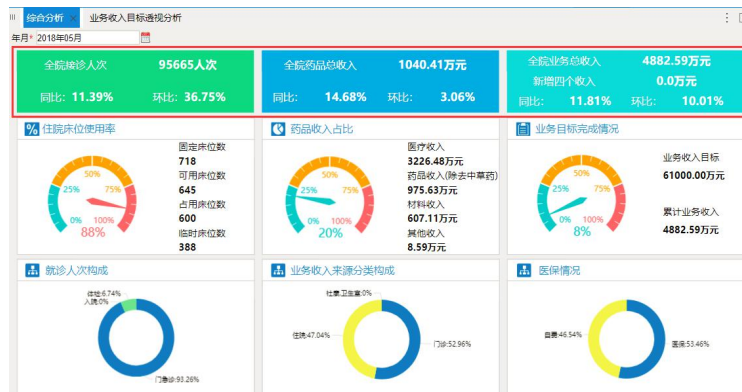 综合分析 × 业务收入目标透视分析
年月* 2018年05月
全院接诊人次 95665人次
同比: 11.39% 环比: 36.75%
全院药品总收入 1040.41万元
同比: 14.68% 环比: 3.06%
全院业务总收入 4882.59万元
新增四个收入 0.0万元
同比: 11.81% 环比: 10.01%
住院床位使用率
25% 50% 75%
0% 100%
88%
固定床位数
718
可用床位数
645
占用床位数
600
临时床位数
388
药品收入占比
25% 50% 75%
0% 100%
20%
医疗收入
3226.48万元
药品收入(除去中草药)
975.63万元
材料收入
607.11万元
其他收入
8.59万元
业务目标完成情况
25% 50% 75%
0% 100%
8%
业务收入目标
61000.00万元
累计业务收入
4882.59万元
就诊人次构成
住院:6.74%
入院:0%
门急诊:93.26%
业务收入来源分类构成
社康,卫生室:0%
住院:47.04%
门诊:52.96%
医保情况
自费:46.54%
医保:53.46%